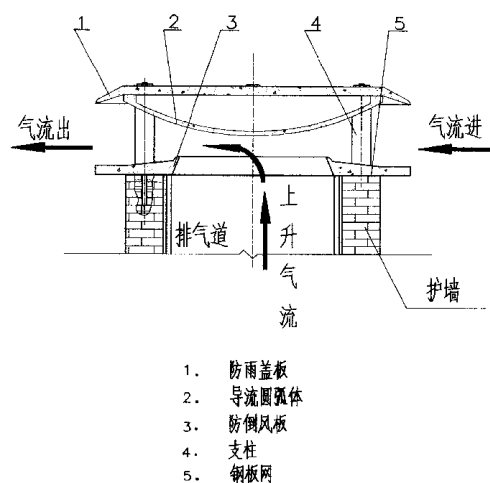 1 2 3 4 5
气流出
气流进
排气道
上升气流
护墙
1. 防雨盖板
2. 导流圆弧体
3. 防倒风板
4. 支柱
5. 钢板网